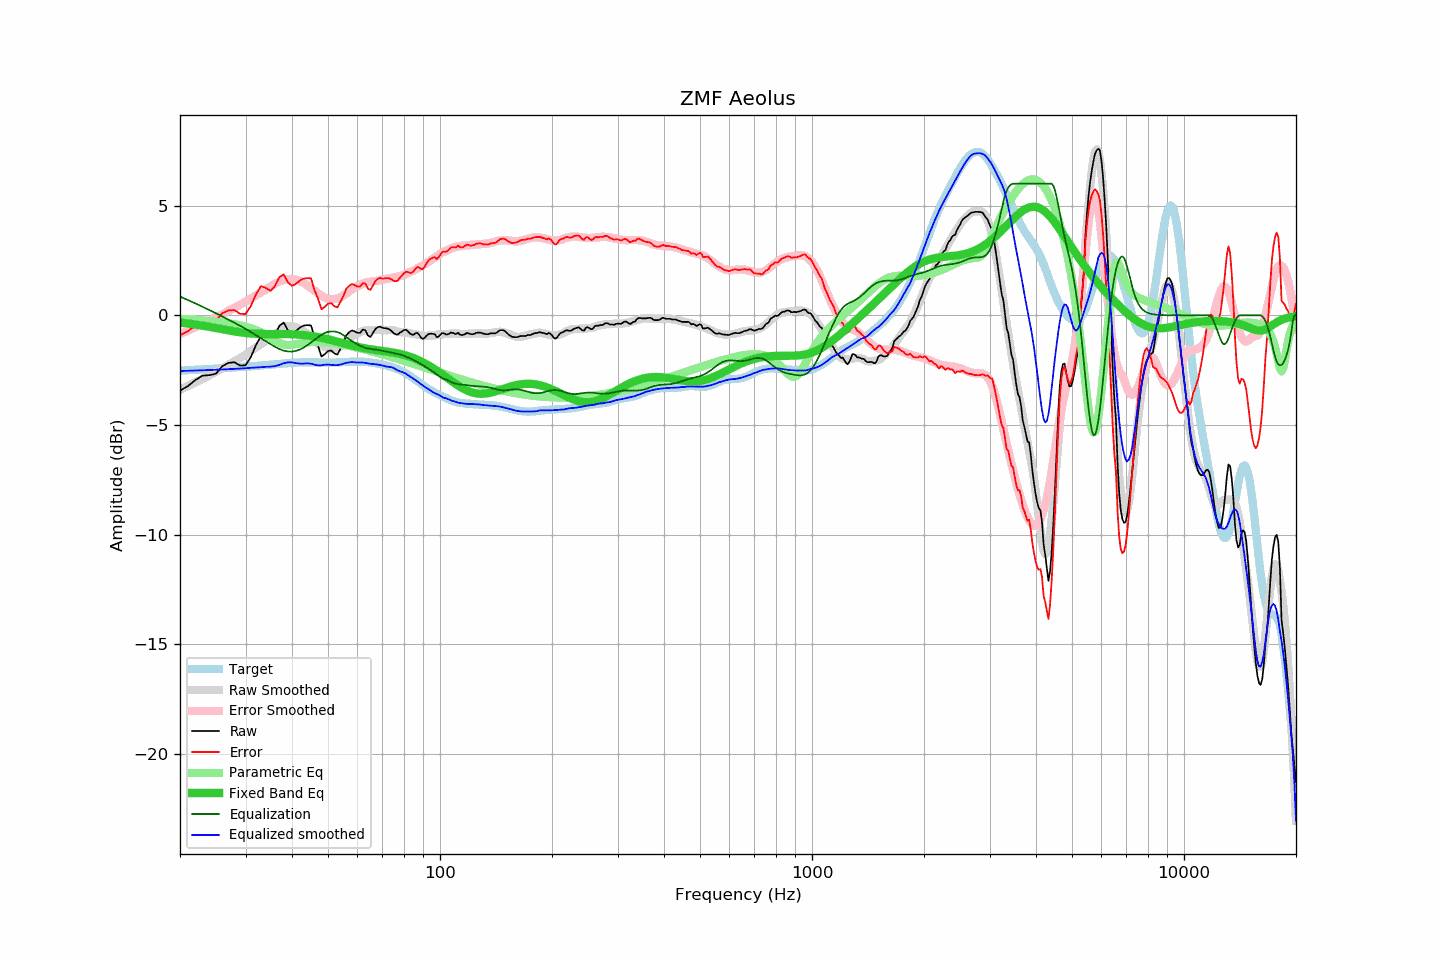 ZMF Aeolus
Amplitude (dBr)
5
0
−5
−10
−15
−20
Target
Raw Smoothed
Error Smoothed
Raw
Error
Parametric Eq
Fixed Band Eq
Equalization
Equalized smoothed
100
1000
10000
Frequency (Hz)